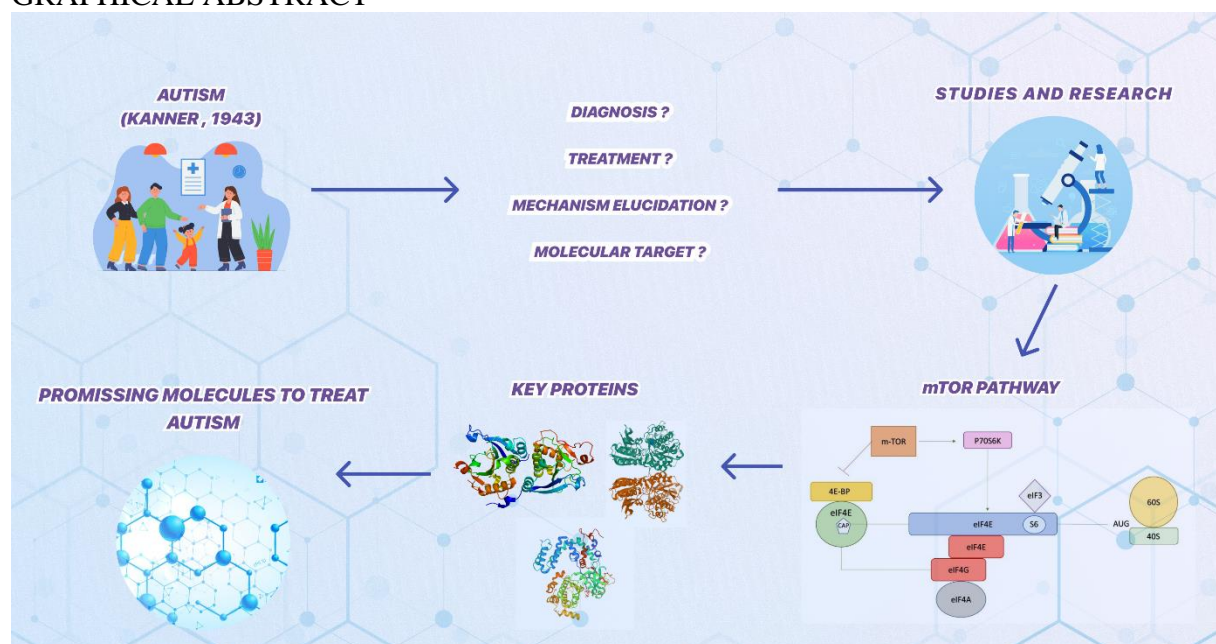 GRAPHICAL ABSTRACT
AUTISM
(KANNER , 1943)
DIAGNOSIS ?
TREATMENT ?
MECHANISM ELUCIDATION ?
MOLECULAR TARGET ?
STUDIES AND RESEARCH
PROMISSING MOLECULES TO TREAT
AUTISM
KEY PROTEINS
mTOR PATHWAY
m-TOR
P70S6K
4E-BP
eIF4E
CAP
eIF3
eIF4E
S6
AUG
60S
40S
eIF4E
eIF4G
eIF4A